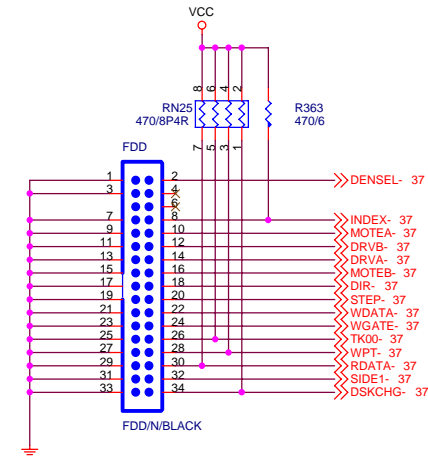 VCC
8 6 4 2
RN25
470/8P4R
R363
470/6
7 5 3 1
FDD
1 2 DENSEL- 37
3 4
6
7 8 INDEX- 37
9 10 MOTEA- 37
11 12 DRVB- 37
13 14 DRVA- 37
15 16 MOTEB- 37
17 18 DIR- 37
19 20 STEP- 37
21 22 WDATA- 37
23 24 WGATE- 37
25 26 TK00- 37
27 28 WPT- 37
29 30 RDATA- 37
31 32 SIDE1- 37
33 34 DSKCHG- 37
FDD/N/BLACK